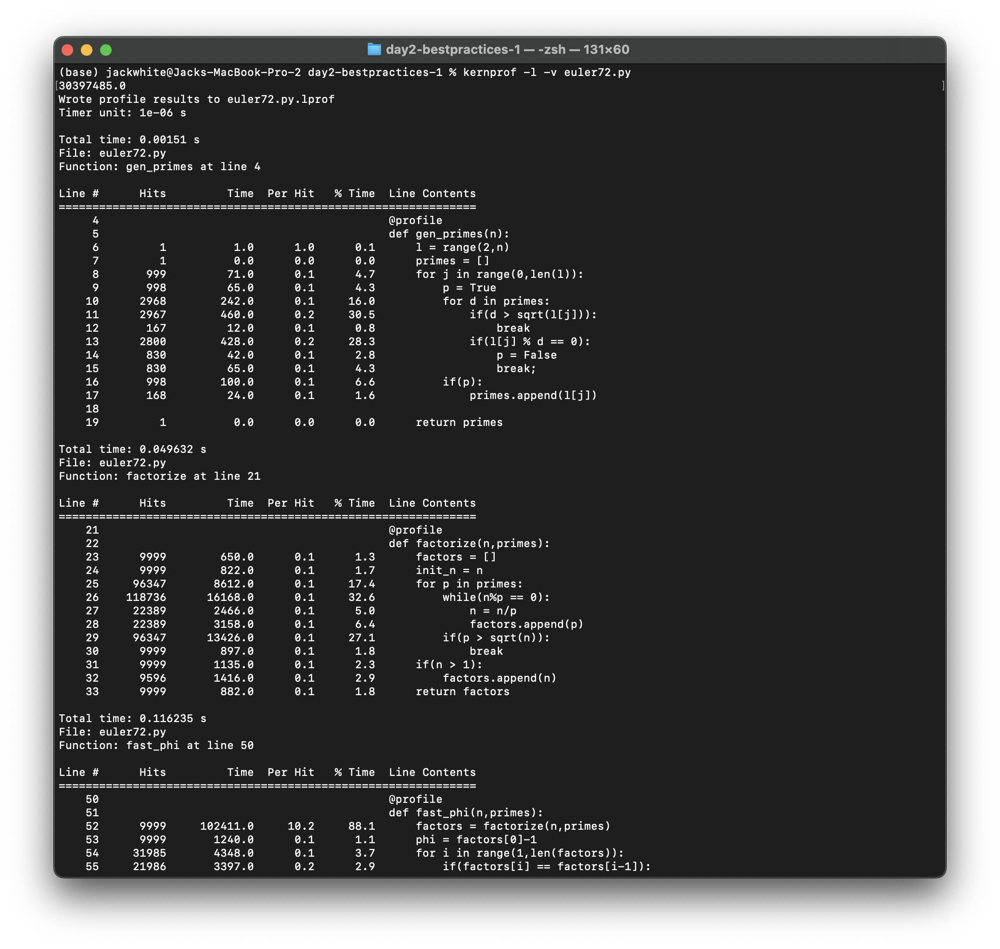 day2-bestpractices-1 — -zsh — 131×60
(base) jackwhite@Jacks-MacBook-Pro-2 day2-bestpractices-1 % kernprof -l -v euler72.py
[30397485.0 ]
Wrote profile results to euler72.py.lprof
Timer unit: 1e-06 s
Total time: 0.00151 s
File: euler72.py
Function: gen_primes at line 4
Line #      Hits         Time  Per Hit   % Time  Line Contents
==============================================================
     4                                           @profile
     5                                           def gen_primes(n):
     6         1          1.0      1.0      0.1      l = range(2,n)
     7         1          0.0      0.0      0.0      primes = []
     8       999         71.0      0.1      4.7      for j in range(0,len(l)):
     9       998         65.0      0.1      4.3          p = True
    10      2968        242.0      0.1     16.0          for d in primes:
    11      2967        460.0      0.2     30.5              if(d > sqrt(l[j])):
    12       167         12.0      0.1      0.8                  break
    13      2800        428.0      0.2     28.3              if(l[j] % d == 0):
    14       830         42.0      0.1      2.8                  p = False
    15       830         65.0      0.1      4.3                  break;
    16       998        100.0      0.1      6.6          if(p):
    17       168         24.0      0.1      1.6              primes.append(l[j])
    18
    19         1          0.0      0.0      0.0      return primes
Total time: 0.049632 s
File: euler72.py
Function: factorize at line 21
Line #      Hits         Time  Per Hit   % Time  Line Contents
==============================================================
    21                                           @profile
    22                                           def factorize(n,primes):
    23      9999        650.0      0.1      1.3      factors = []
    24      9999        822.0      0.1      1.7      init_n = n
    25     96347       8612.0      0.1     17.4      for p in primes:
    26    118736      16168.0      0.1     32.6          while(n%p == 0):
    27     22389       2466.0      0.1      5.0              n = n/p
    28     22389       3158.0      0.1      6.4              factors.append(p)
    29     96347      13426.0      0.1     27.1          if(p > sqrt(n)):
    30      9999        897.0      0.1      1.8              break
    31      9999       1135.0      0.1      2.3      if(n > 1):
    32      9596       1416.0      0.1      2.9          factors.append(n)
    33      9999        882.0      0.1      1.8      return factors
Total time: 0.116235 s
File: euler72.py
Function: fast_phi at line 50
Line #      Hits         Time  Per Hit   % Time  Line Contents
==============================================================
    50                                           @profile
    51                                           def fast_phi(n,primes):
    52      9999     102411.0     10.2     88.1      factors = factorize(n,primes)
    53      9999       1240.0      0.1      1.1      phi = factors[0]-1
    54     31985       4348.0      0.1      3.7      for i in range(1,len(factors)):
    55     21986       3397.0      0.2      2.9          if(factors[i] == factors[i-1]):